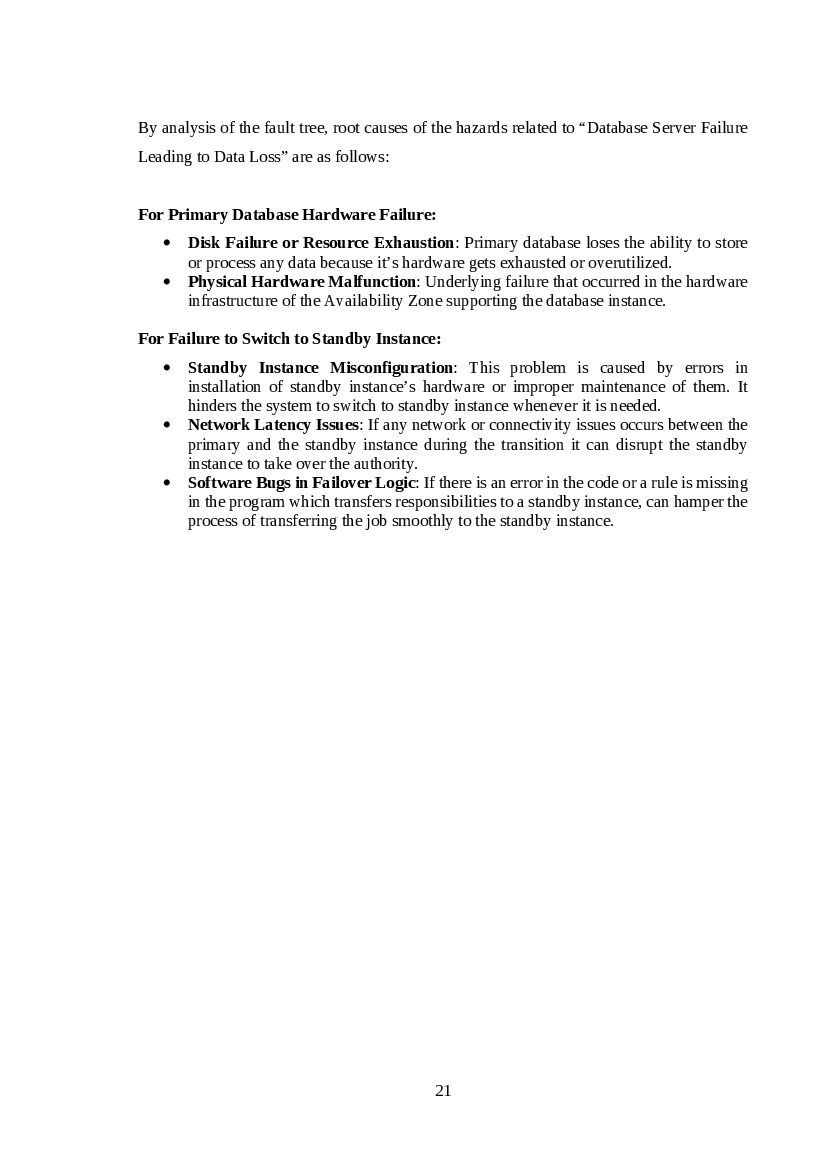 By analysis of the fault tree, root causes of the hazards related to “Database Server Failure
Leading to Data Loss” are as follows:
For Primary Database Hardware Failure:
• Disk Failure or Resource Exhaustion: Primary database loses the ability to store
or process any data because it’s hardware gets exhausted or overutilized.
• Physical Hardware Malfunction: Underlying failure that occurred in the hardware
infrastructure of the Availability Zone supporting the database instance.
For Failure to Switch to Standby Instance:
• Standby Instance Misconfiguration: This problem is caused by errors in
installation of standby instance’s hardware or improper maintenance of them. It
hinders the system to switch to standby instance whenever it is needed.
• Network Latency Issues: If any network or connectivity issues occurs between the
primary and the standby instance during the transition it can disrupt the standby
instance to take over the authority.
• Software Bugs in Failover Logic: If there is an error in the code or a rule is missing
in the program which transfers responsibilities to a standby instance, can hamper the
process of transferring the job smoothly to the standby instance.
21